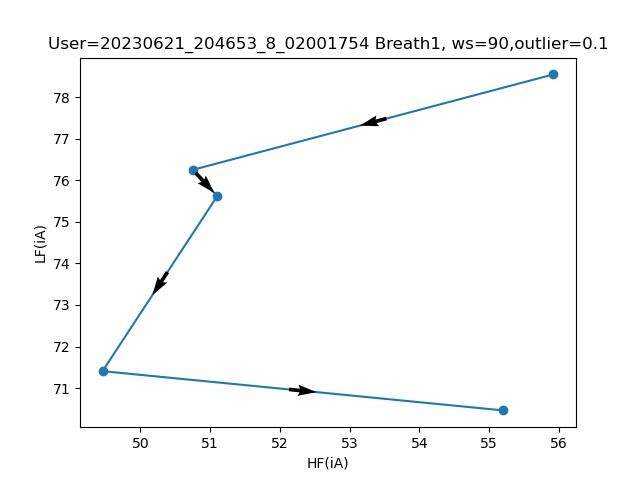 User=20230621_204653_8_02001754 Breath1, ws=90,outlier=0.1
78
77
76
75
74
73
72
71
LF(iA)
50 51 52 53 54 55 56
HF(iA)